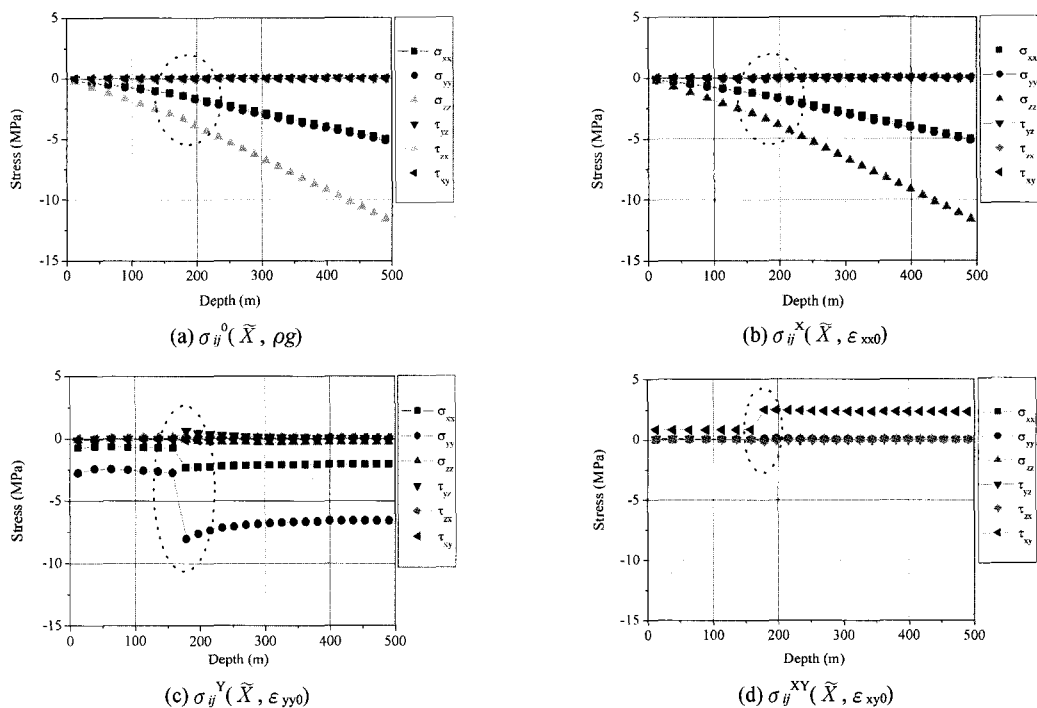 5
0
-5
-10
-15
Stress (MPa)
0 100 200 300 400 500
Depth (m)
σxx
σyy
σzz
τyz
τzx
τxy
(a) σij⁰(X̃, ρg)
5
0
-5
-10
-15
Stress (MPa)
0 100 200 300 400 500
Depth (m)
σxx
σyy
σzz
τyz
τzx
τxy
(b) σijˣ(X̃, εxx0)
5
0
-5
-10
-15
Stress (MPa)
0 100 200 300 400 500
Depth (m)
σxx
σyy
σzz
τyz
τzx
τxy
(c) σijʸ(X̃, εyy0)
5
0
-5
-10
-15
Stress (MPa)
0 100 200 300 400 500
Depth (m)
σxx
σyy
σzz
τyz
τzx
τxy
(d) σijˣʸ(X̃, εxy0)